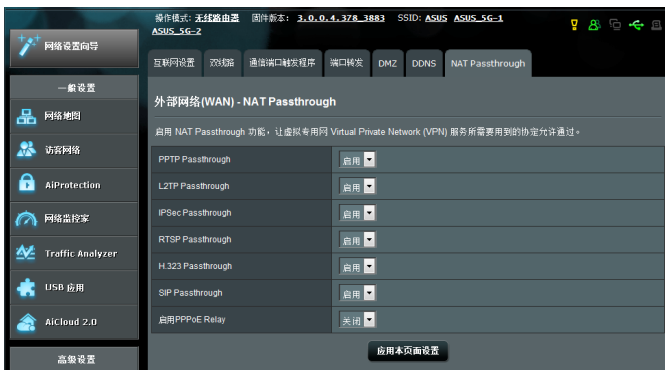 操作模式: 无线路由器 固件版本: 3.0.0.4.378_3883 SSID: ASUS ASUS_5G-1
ASUS_5G-2
网络设置向导
互联网设置 双线路 通信端口触发程序 端口转发 DMZ DDNS NAT Passthrough
一般设置
网络地图
访客网络
AiProtection
网络监控家
Traffic Analyzer
USB 应用
AiCloud 2.0
高级设置
外部网络(WAN) - NAT Passthrough
启用 NAT Passthrough 功能，让虚拟专用网 Virtual Private Network (VPN) 服务所需要用到的协定允许通过。
PPTP Passthrough 启用
L2TP Passthrough 启用
IPSec Passthrough 启用
RTSP Passthrough 启用
H.323 Passthrough 启用
SIP Passthrough 启用
启用PPPoE Relay 关闭
应用本页面设置